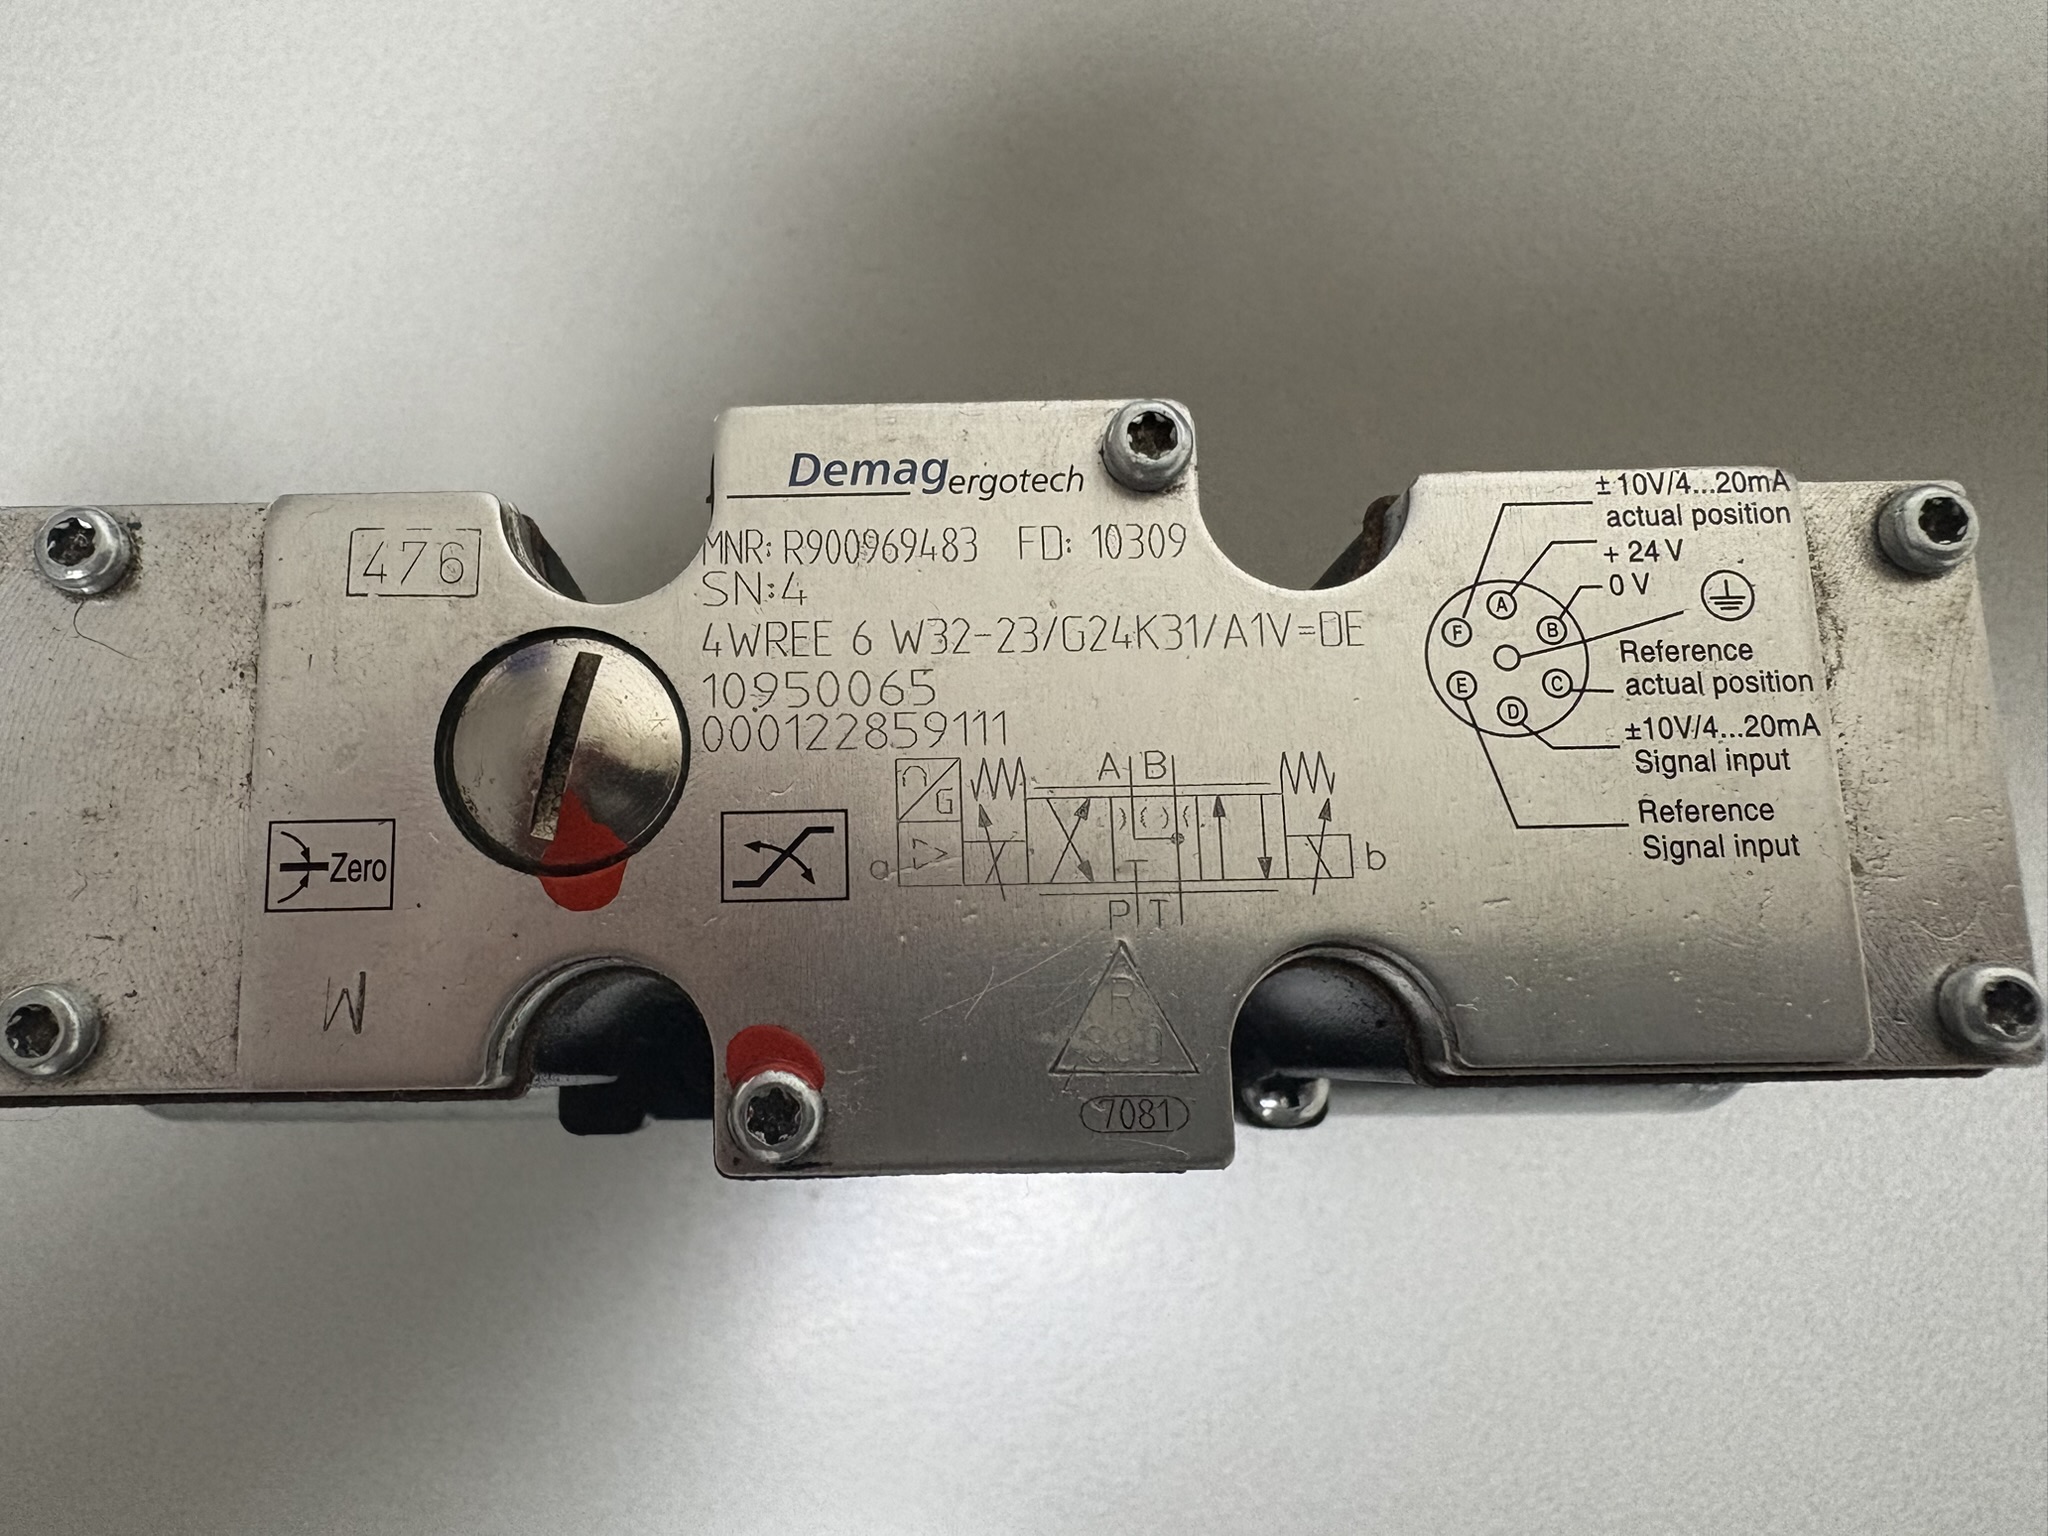 Demagergotech
476
MNR: R900969483 FD: 10309
SN:4
4WREE 6 W32-23/G24K31/A1V=DE
10950065
000122859111
±10V/4...20mA
actual position
+ 24 V
0 V
A
B
F
Reference
actual position
E
C
D
±10V/4...20mA
Signal input
Reference
Signal input
A B
G
a
b
P T
Zero
M
R
7081